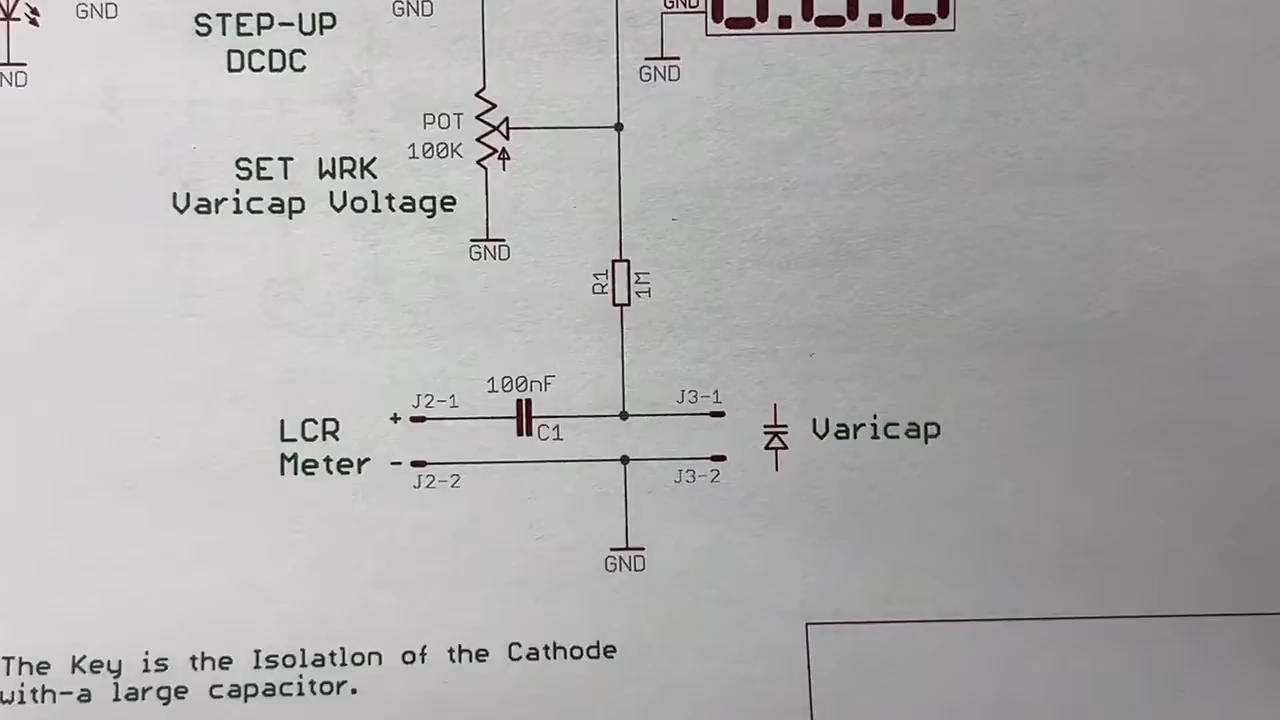 GND
GND
GND
STEP-UP
DCDC
ND
GND
POT
100K
SET WRK
Varicap Voltage
GND
R1
1M
100nF
J2-1
J3-1
+
C1
LCR
Meter -
Varicap
J2-2
J3-2
GND
The Key is the Isolatlon of the Cathode
with-a large capacitor.